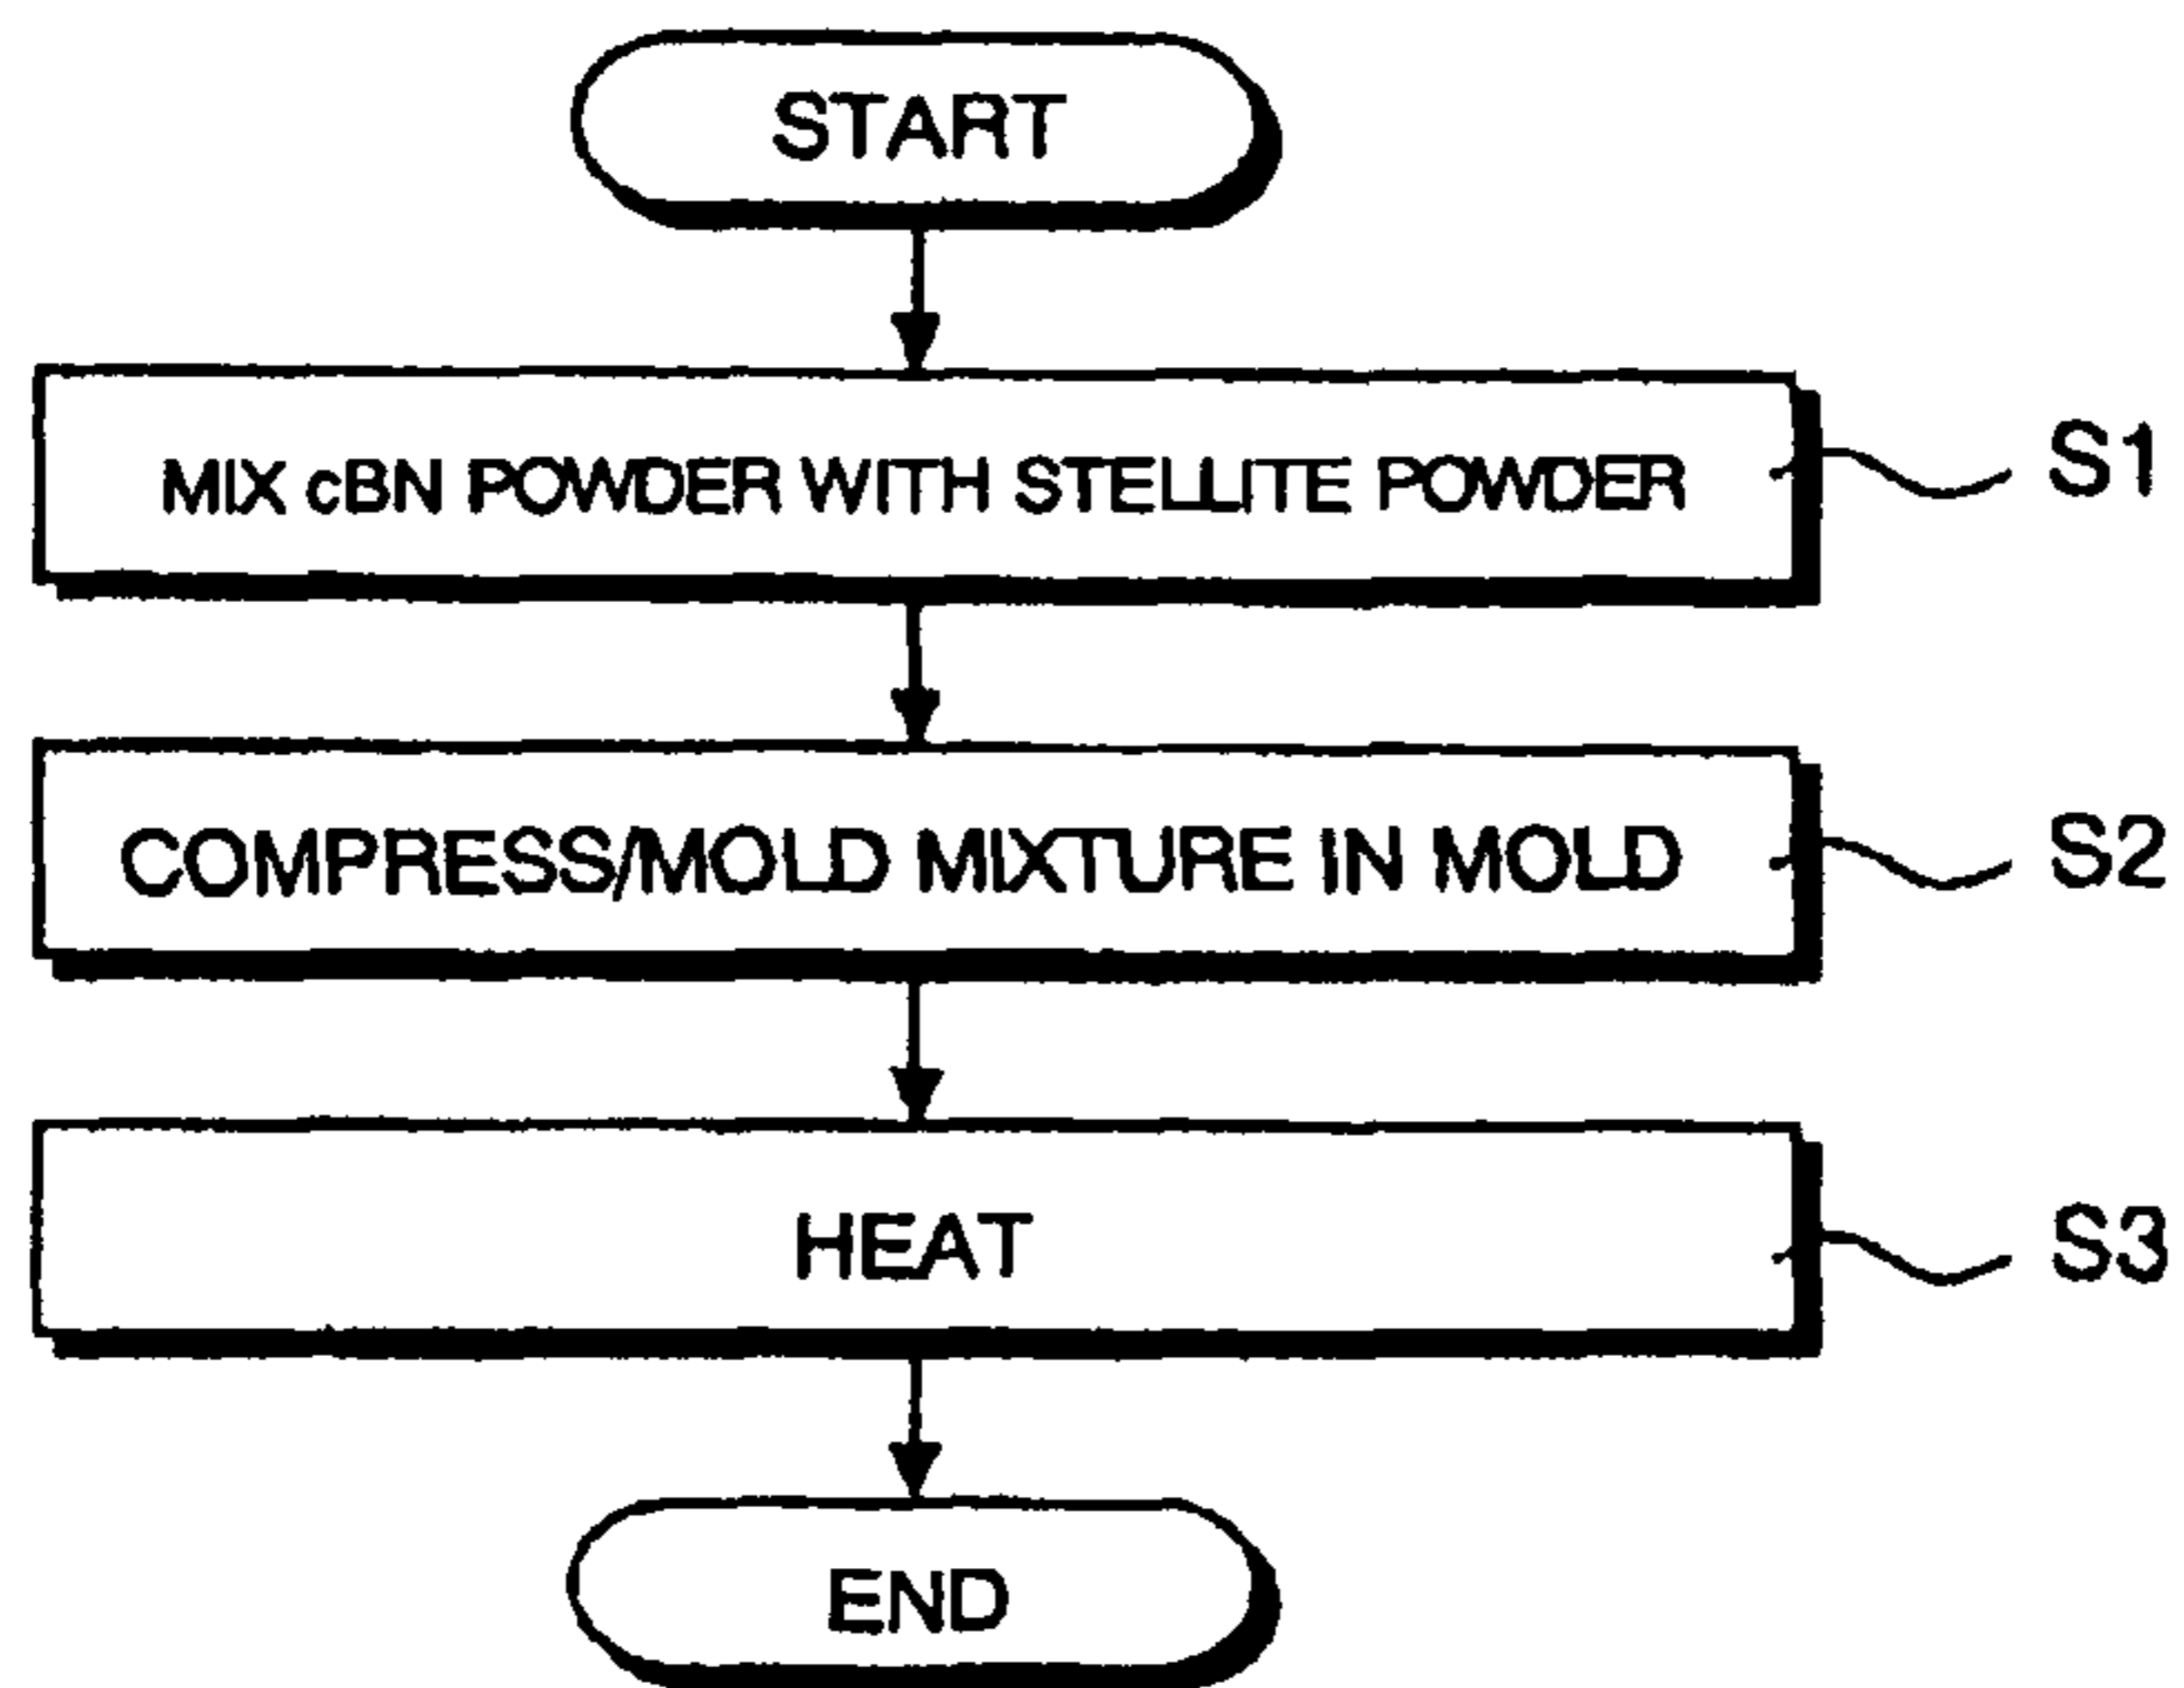 START
MIX cBN POWDER WITH STELLITE POWDER
S1
COMPRESS/MOLD MIXTURE IN MOLD
S2
HEAT
S3
END